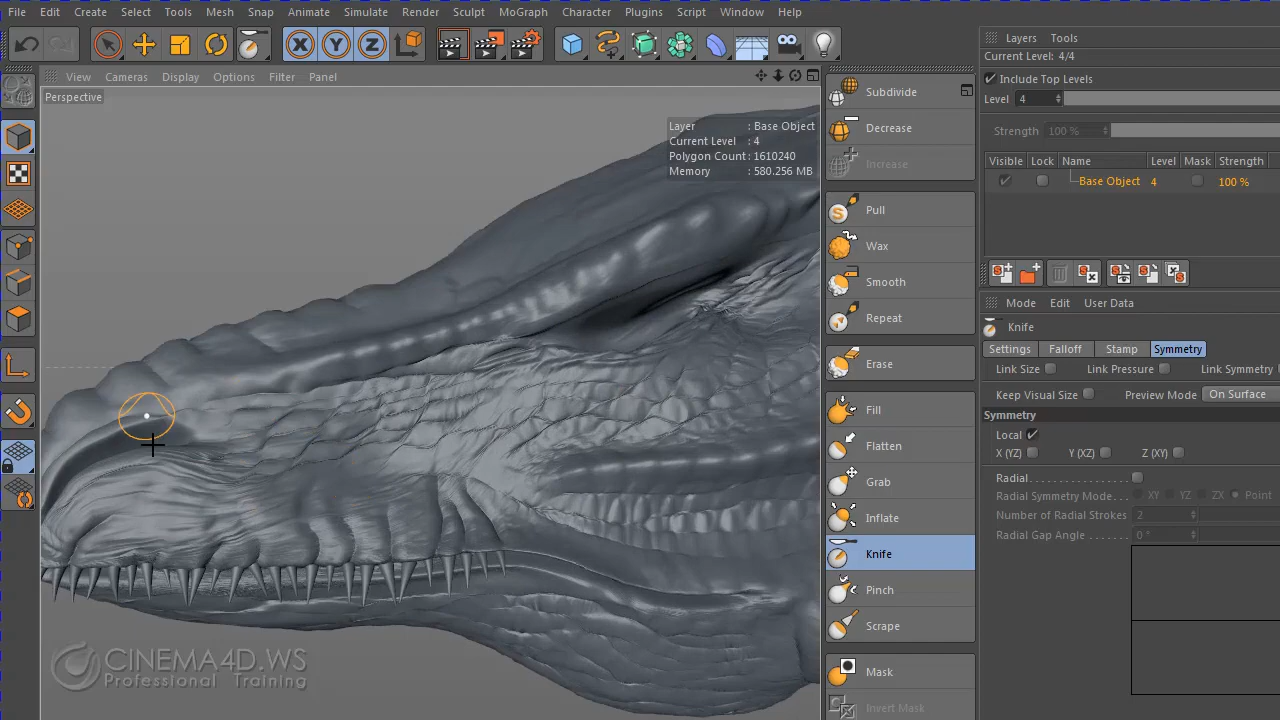 File Edit Create Select Tools Mesh Snap Animate Simulate Render Sculpt MoGraph Character Plugins Script Window Help
X Y Z
View Cameras Display Options Filter Panel
Perspective
Layer : Base Object
Current Level : 4
Polygon Count : 1610240
Memory : 580.256 MB
CINEMA4D.WS
Professional Training
Subdivide
Decrease
Increase
Pull
Wax
Smooth
Repeat
Erase
Fill
Flatten
Grab
Inflate
Knife
Pinch
Scrape
Mask
Invert Mask
Layers Tools
Current Level: 4/4
Include Top Levels
Level 4
Strength 100 %
Visible Lock Name Level Mask Strength
Base Object 4 100 %
Mode Edit User Data
Knife
Settings Falloff Stamp Symmetry
Link Size Link Pressure Link Symmetry
Keep Visual Size Preview Mode On Surface
Symmetry
Local
X (YZ) Y (XZ) Z (XY)
Radial
Radial Symmetry Mode XY YZ ZX Point
Number of Radial Strokes 2
Radial Gap Angle 0 °